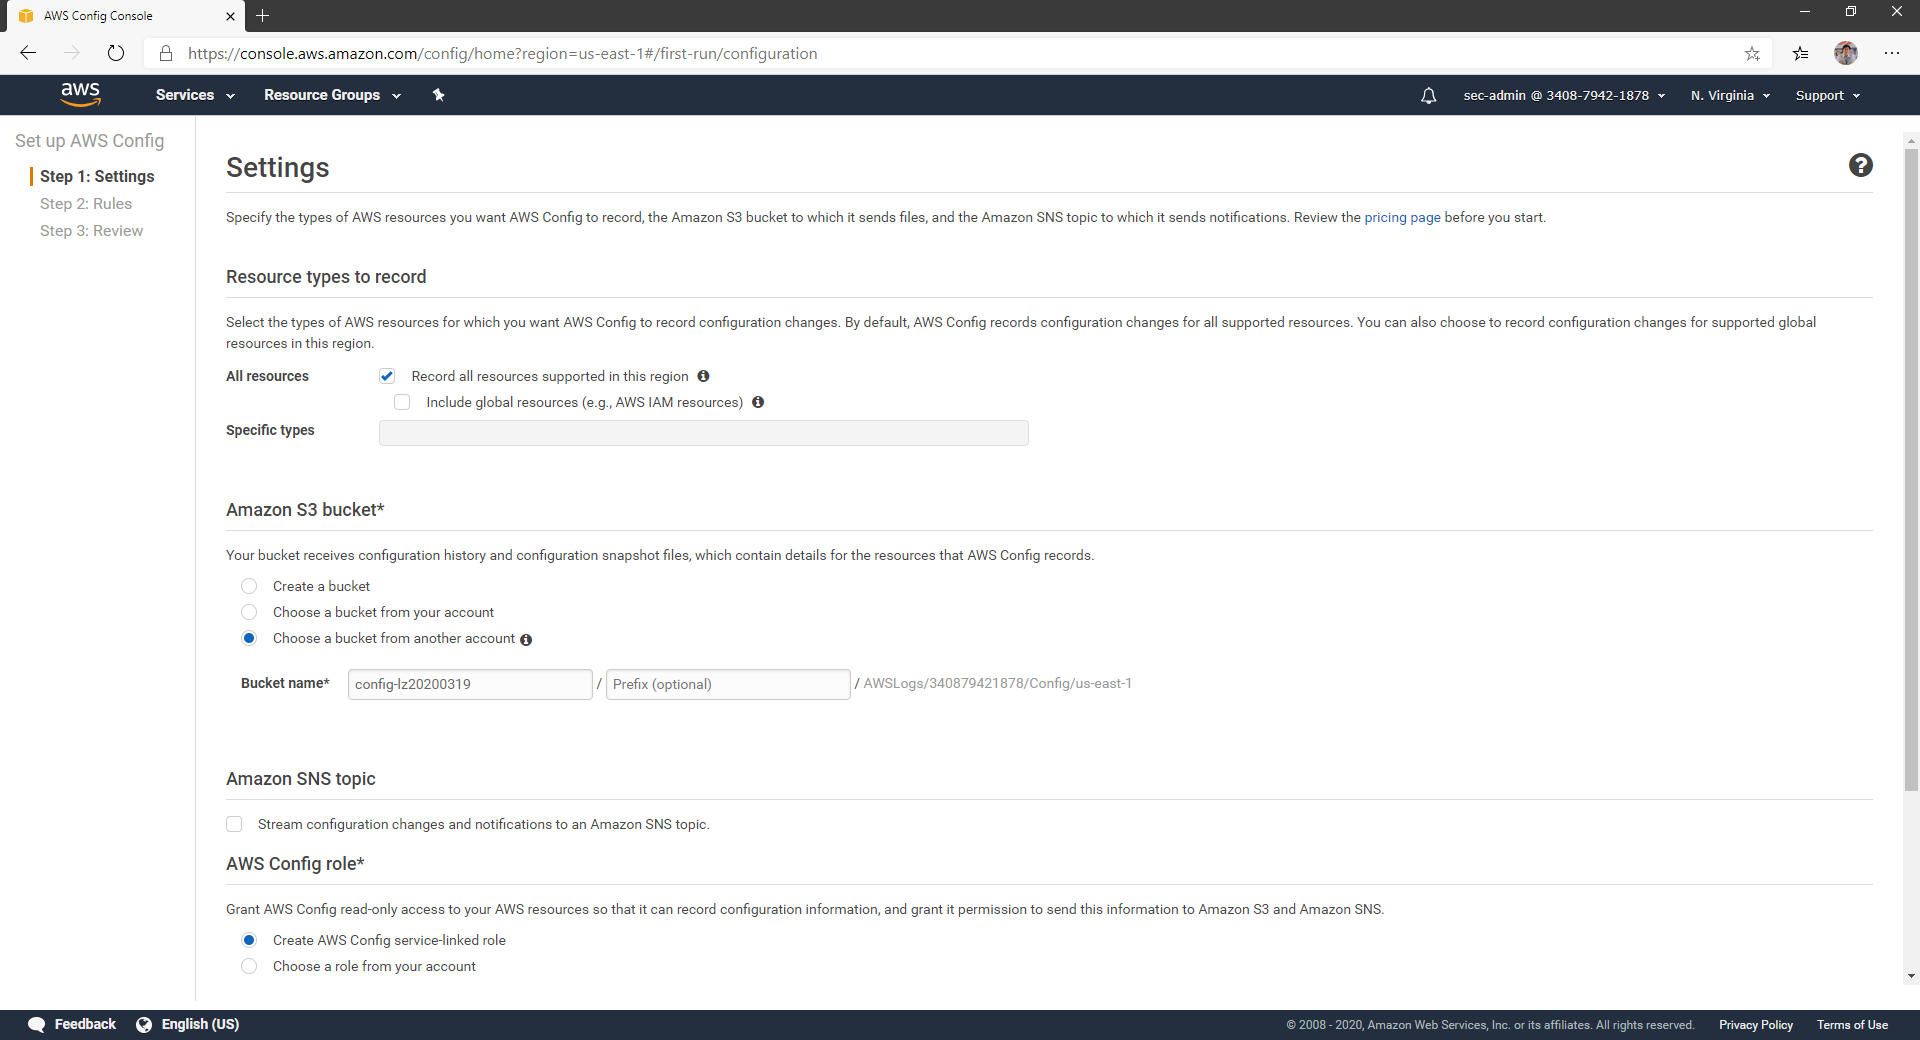 AWS Config Console
https://console.aws.amazon.com/config/home?region=us-east-1#/first-run/configuration
aws
Services
Resource Groups
sec-admin @ 3408-7942-1878
N. Virginia
Support
Set up AWS Config
Step 1: Settings
Step 2: Rules
Step 3: Review
Settings
Specify the types of AWS resources you want AWS Config to record, the Amazon S3 bucket to which it sends files, and the Amazon SNS topic to which it sends notifications. Review the pricing page before you start.
Resource types to record
Select the types of AWS resources for which you want AWS Config to record configuration changes. By default, AWS Config records configuration changes for all supported resources. You can also choose to record configuration changes for supported global
resources in this region.
All resources
Record all resources supported in this region
Include global resources (e.g., AWS IAM resources)
Specific types
Amazon S3 bucket*
Your bucket receives configuration history and configuration snapshot files, which contain details for the resources that AWS Config records.
Create a bucket
Choose a bucket from your account
Choose a bucket from another account
Bucket name* config-lz20200319 / Prefix (optional) / AWSLogs/340879421878/Config/us-east-1
Amazon SNS topic
Stream configuration changes and notifications to an Amazon SNS topic.
AWS Config role*
Grant AWS Config read-only access to your AWS resources so that it can record configuration information, and grant it permission to send this information to Amazon S3 and Amazon SNS.
Create AWS Config service-linked role
Choose a role from your account
Feedback
English (US)
© 2008 - 2020, Amazon Web Services, Inc. or its affiliates. All rights reserved.
Privacy Policy
Terms of Use